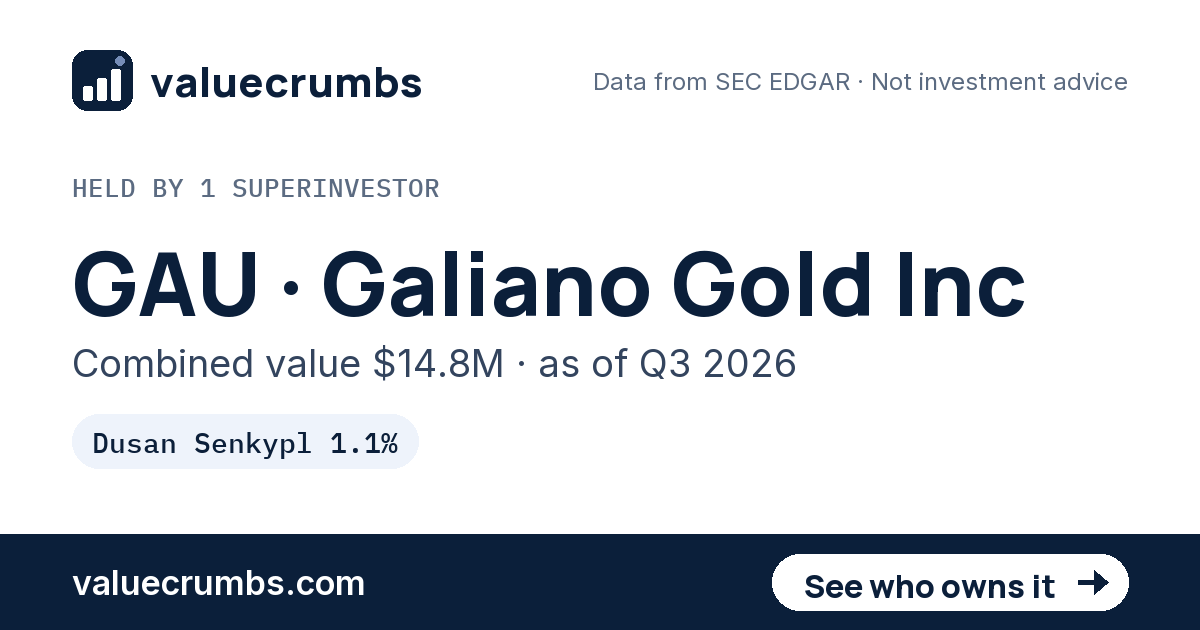 valuecrumbs
Data from SEC EDGAR · Not investment advice
HELD BY 1 SUPERINVESTOR
GAU · Galiano Gold Inc
Combined value $14.8M · as of Q3 2026
Dusan Senkypl 1.1%
valuecrumbs.com
See who owns it →